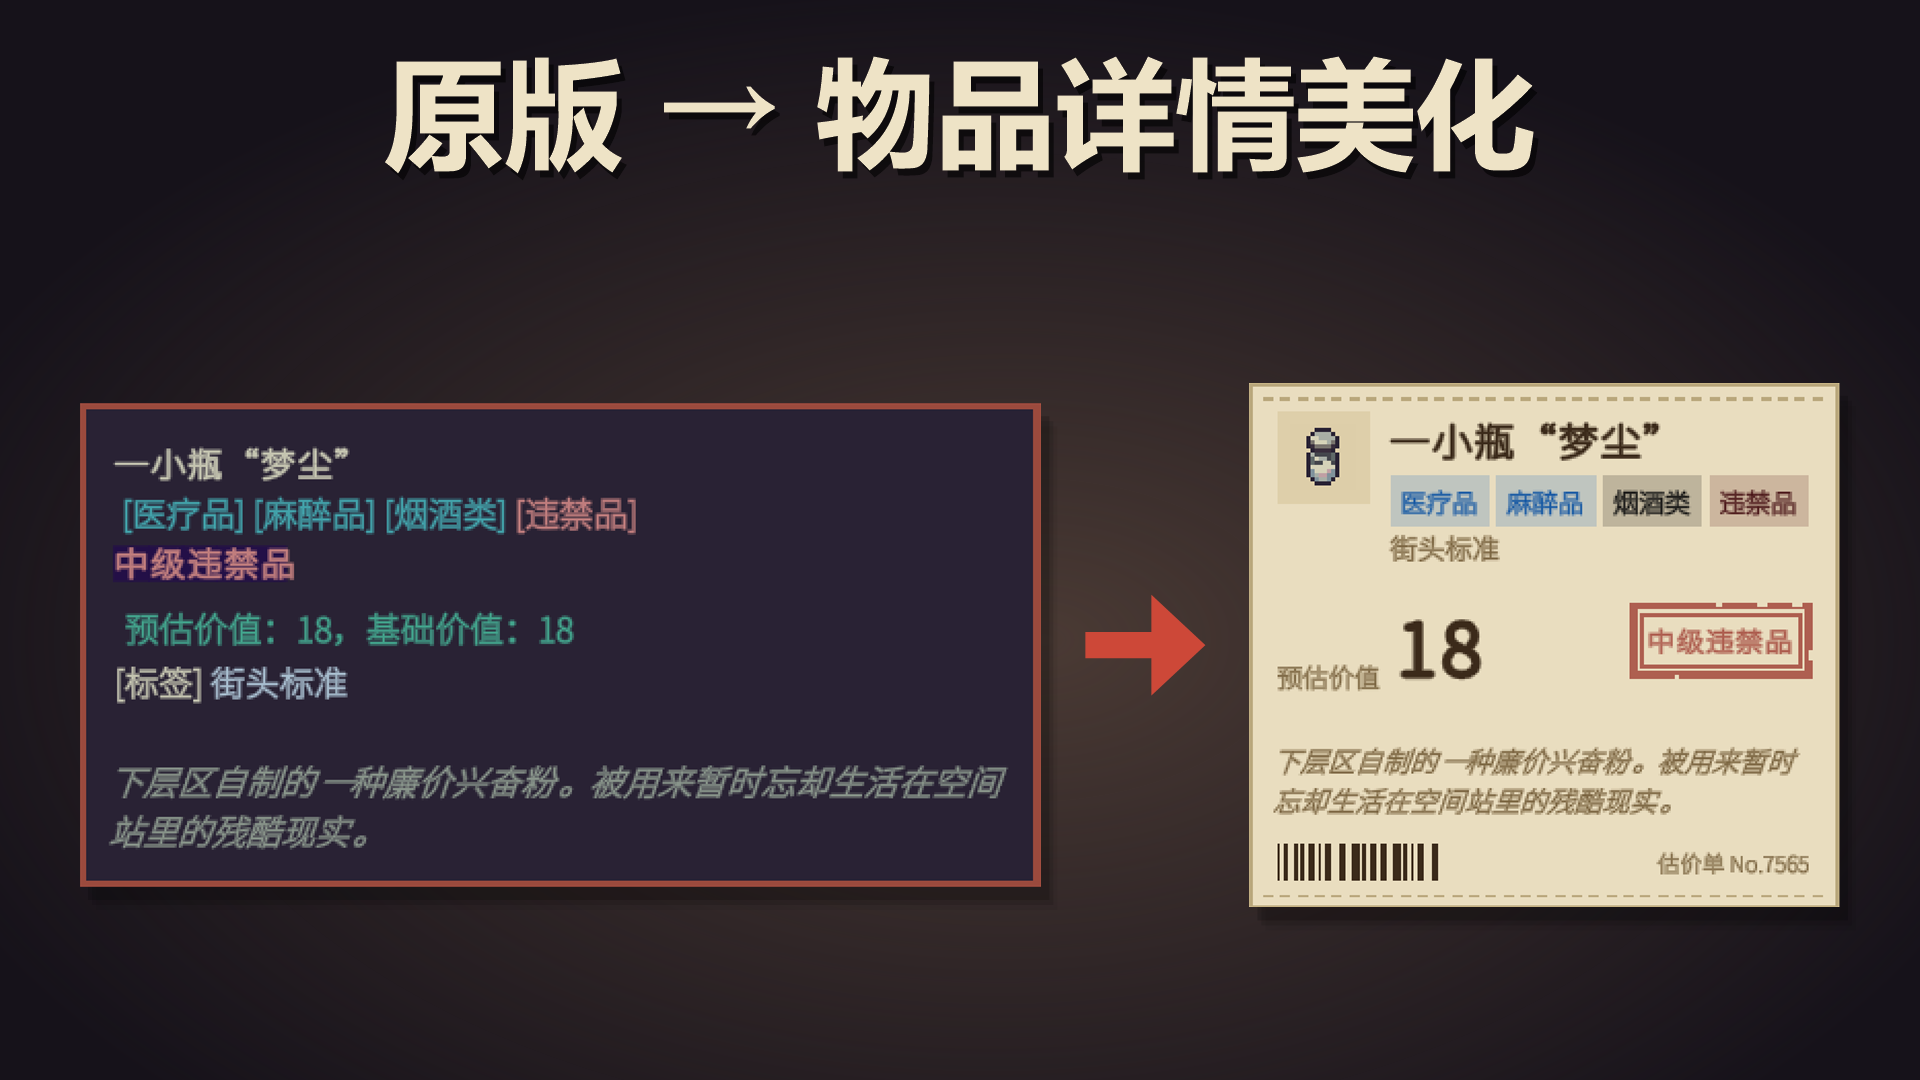 原版 → 物品详情美化
一小瓶“梦尘”
[医疗品] [麻醉品] [烟酒类] [违禁品]
中级违禁品
预估价值：18，基础价值：18
[标签] 街头标准
下层区自制的一种廉价兴奋粉。被用来暂时忘却生活在空间
站里的残酷现实。
一小瓶“梦尘”
医疗品 麻醉品 烟酒类 违禁品
街头标准
预估价值 18
中级违禁品
下层区自制的一种廉价兴奋粉。被用来暂时
忘却生活在空间站里的残酷现实。
估价单 No.7565